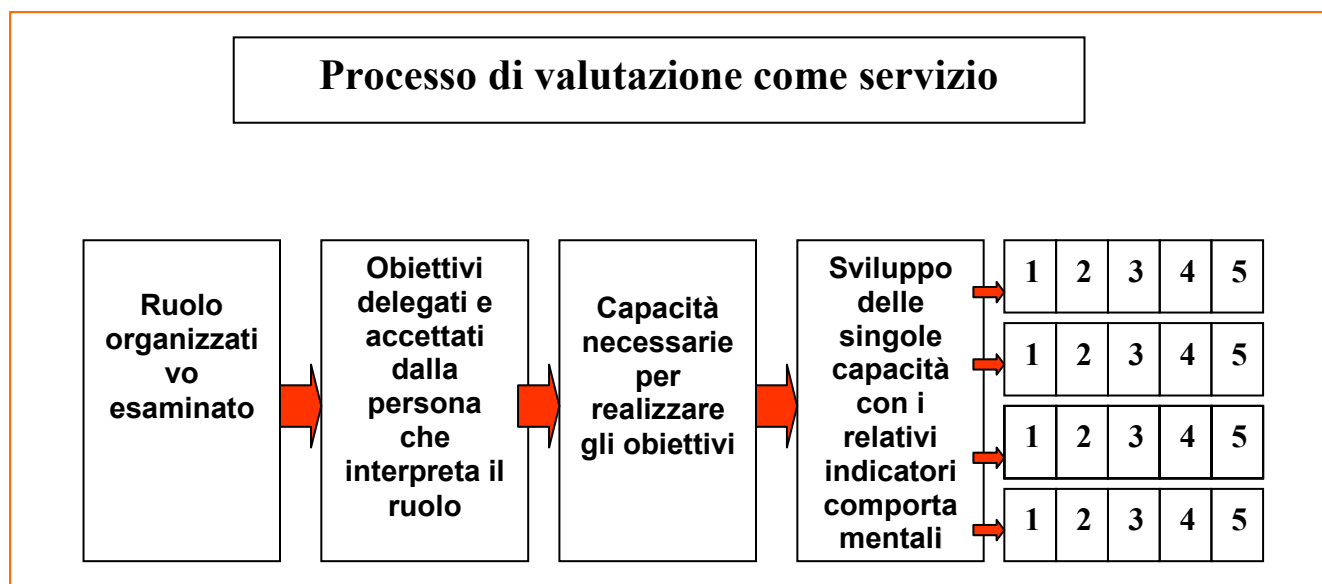 Processo di valutazione come servizio
Ruolo
organizzati
vo
esaminato
Obiettivi
delegati e
accettati
dalla
persona
che
interpreta il
ruolo
Capacità
necessarie
per
realizzare
gli obiettivi
Sviluppo
delle
singole
capacità
con i
relativi
indicatori
comporta
mentali
1 2 3 4 5
1 2 3 4 5
1 2 3 4 5
1 2 3 4 5